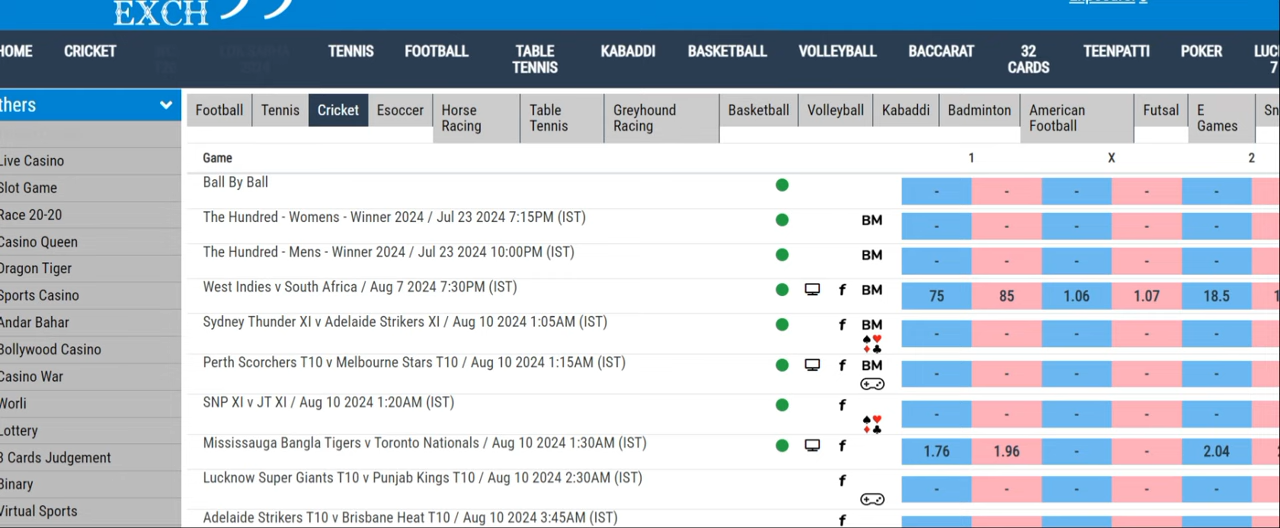 EXCH 99
HOME CRICKET TENNIS FOOTBALL TABLE TENNIS KABADDI BASKETBALL VOLLEYBALL BACCARAT 32 CARDS TEENPATTI POKER
7
Football Tennis Cricket Esoccer Horse Racing Table Tennis Greyhound Racing Basketball Volleyball Kabaddi Badminton American Football Futsal E Games
Live Casino
Slot Game
Race 20-20
Casino Queen
Dragon Tiger
Sports Casino
Andar Bahar
Bollywood Casino
Casino War
Worli
Lottery
3 Cards Judgement
Binary
Virtual Sports
Game 1 X 2
Ball By Ball - - - - -
The Hundred - Womens - Winner 2024 / Jul 23 2024 7:15PM (IST) BM - - - - -
The Hundred - Mens - Winner 2024 / Jul 23 2024 10:00PM (IST) BM - - - - -
West Indies v South Africa / Aug 7 2024 7:30PM (IST) f BM 75 85 1.06 1.07 18.5
Sydney Thunder XI v Adelaide Strikers XI / Aug 10 2024 1:05AM (IST) f BM - - - - -
Perth Scorchers T10 v Melbourne Stars T10 / Aug 10 2024 1:15AM (IST) f BM - - - - -
SNP XI v JT XI / Aug 10 2024 1:20AM (IST) f - - - - -
Mississauga Bangla Tigers v Toronto Nationals / Aug 10 2024 1:30AM (IST) f 1.76 1.96 - - 2.04
Lucknow Super Giants T10 v Punjab Kings T10 / Aug 10 2024 2:30AM (IST) f - - - - -
Adelaide Strikers T10 v Brisbane Heat T10 / Aug 10 2024 3:45AM (IST) f